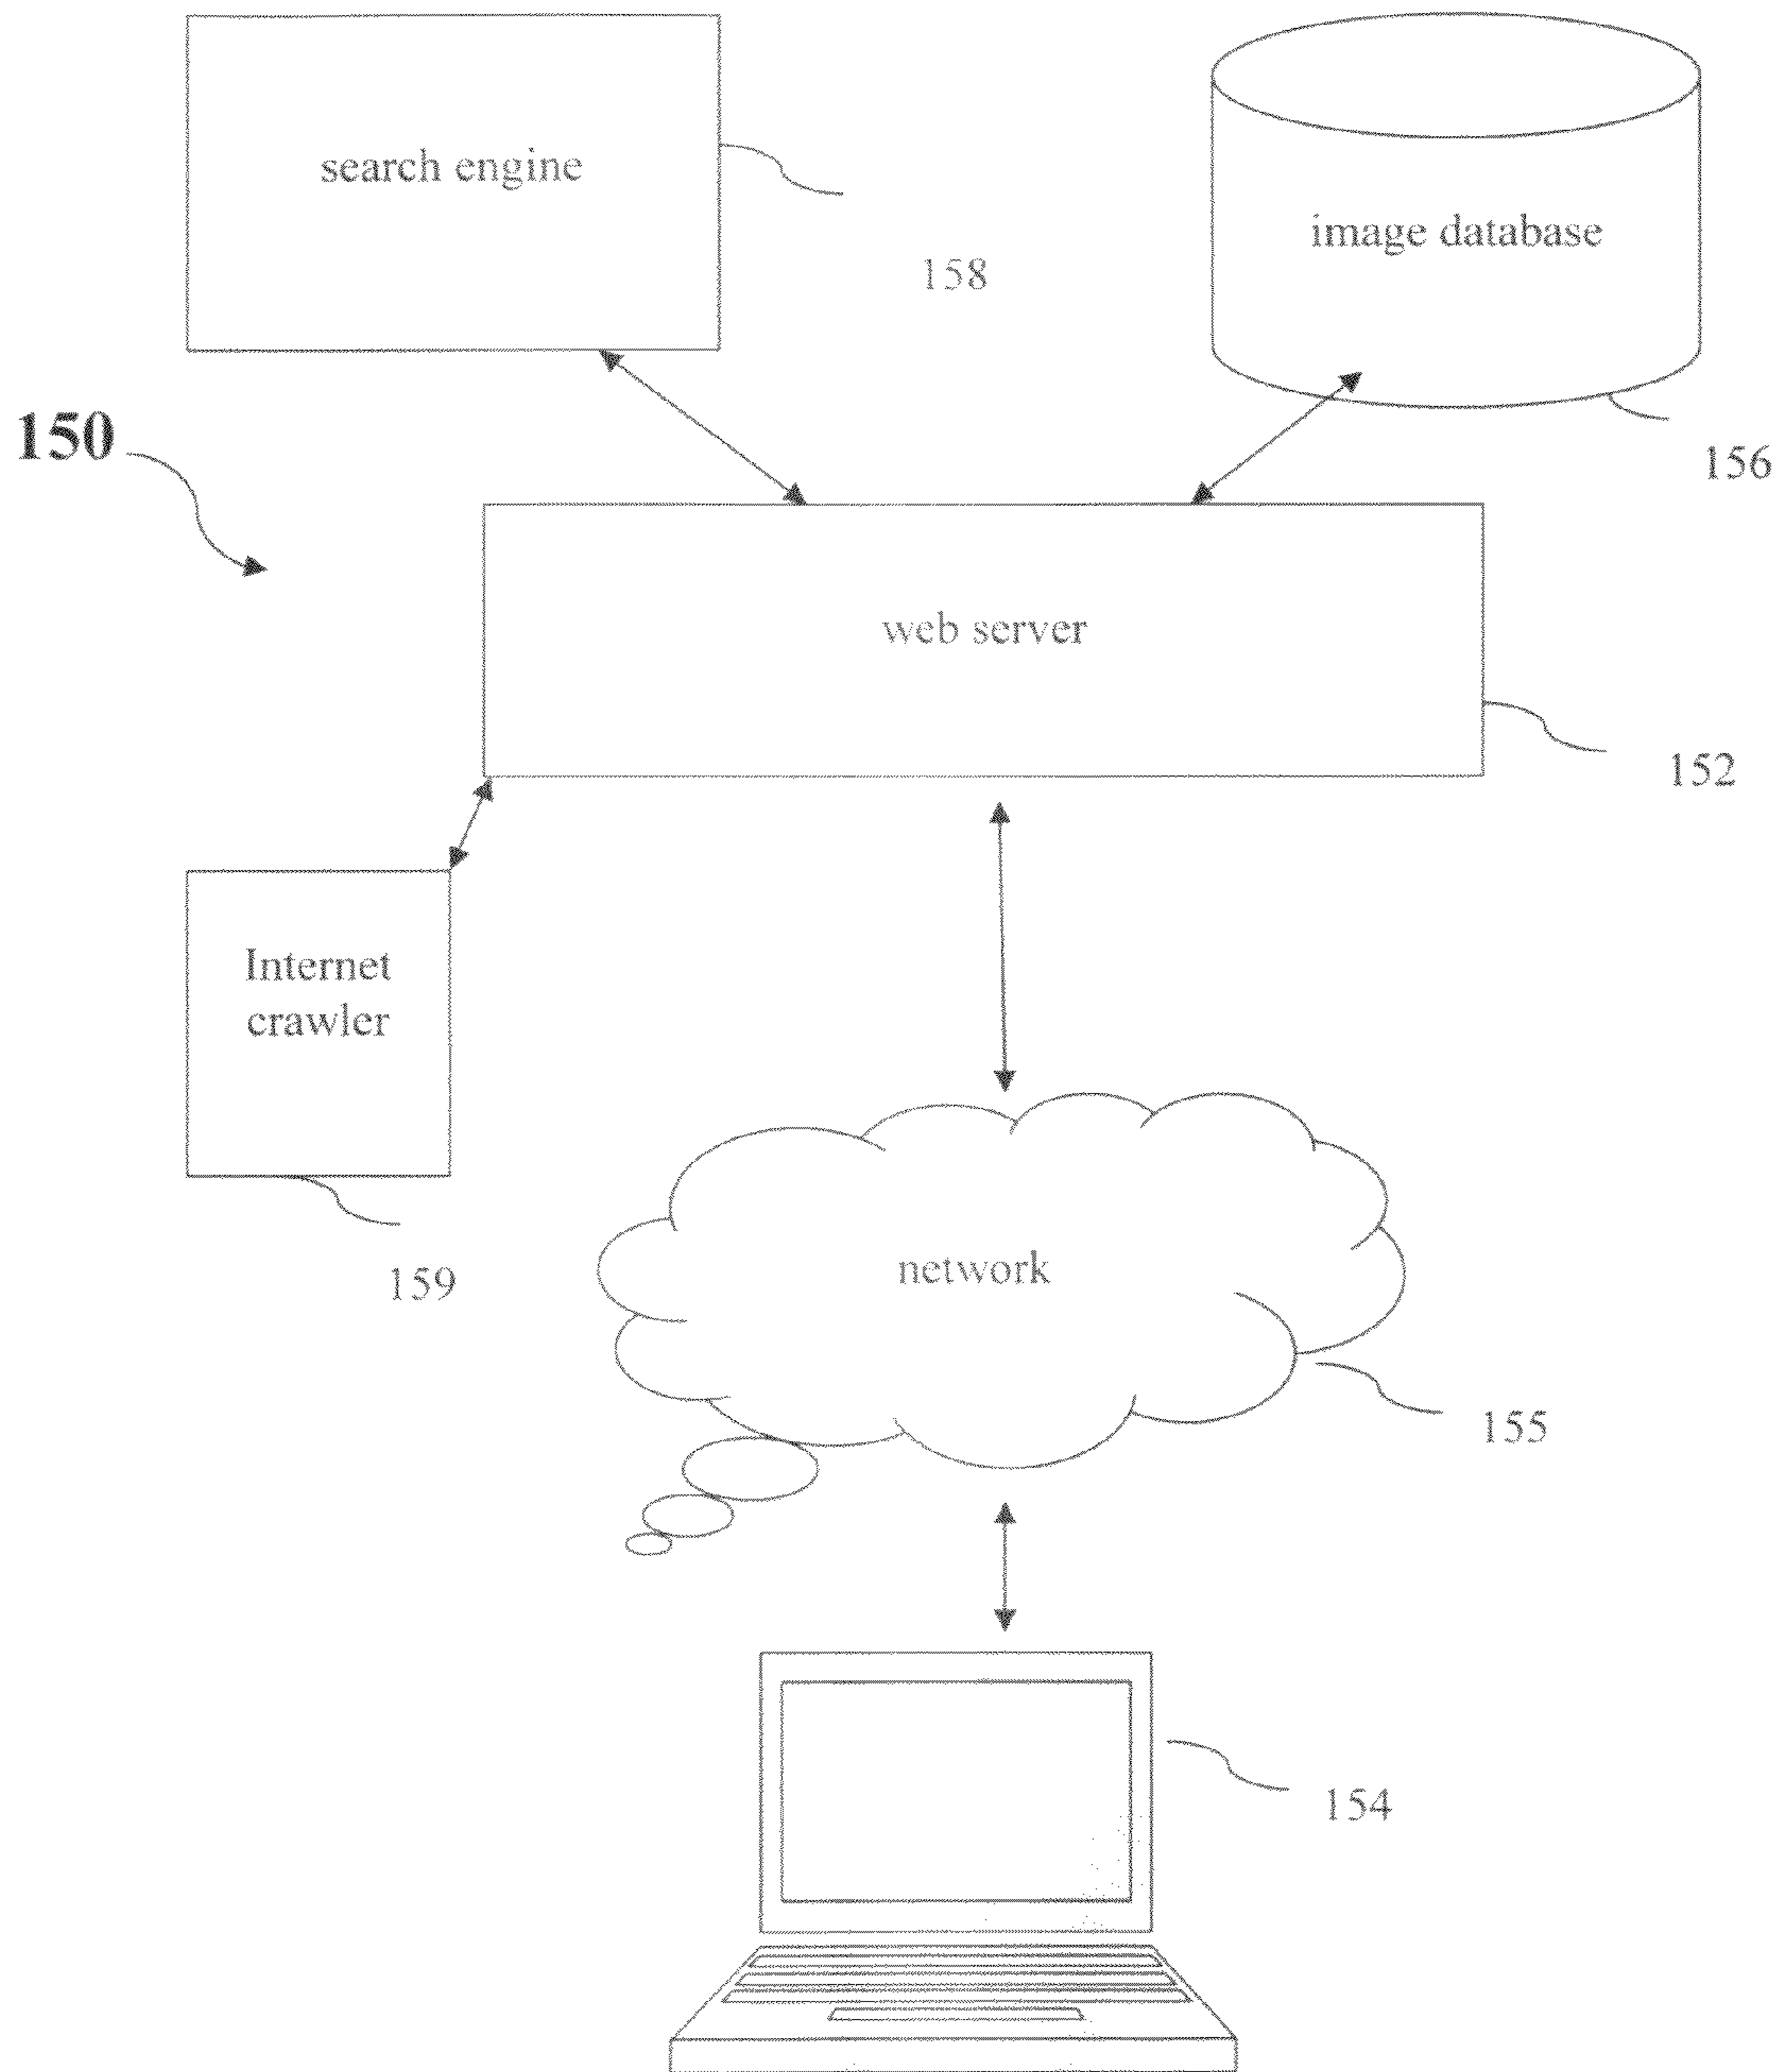 search engine
158
image database
156
150
web server
152
Internet
crawler
159
network
155
154